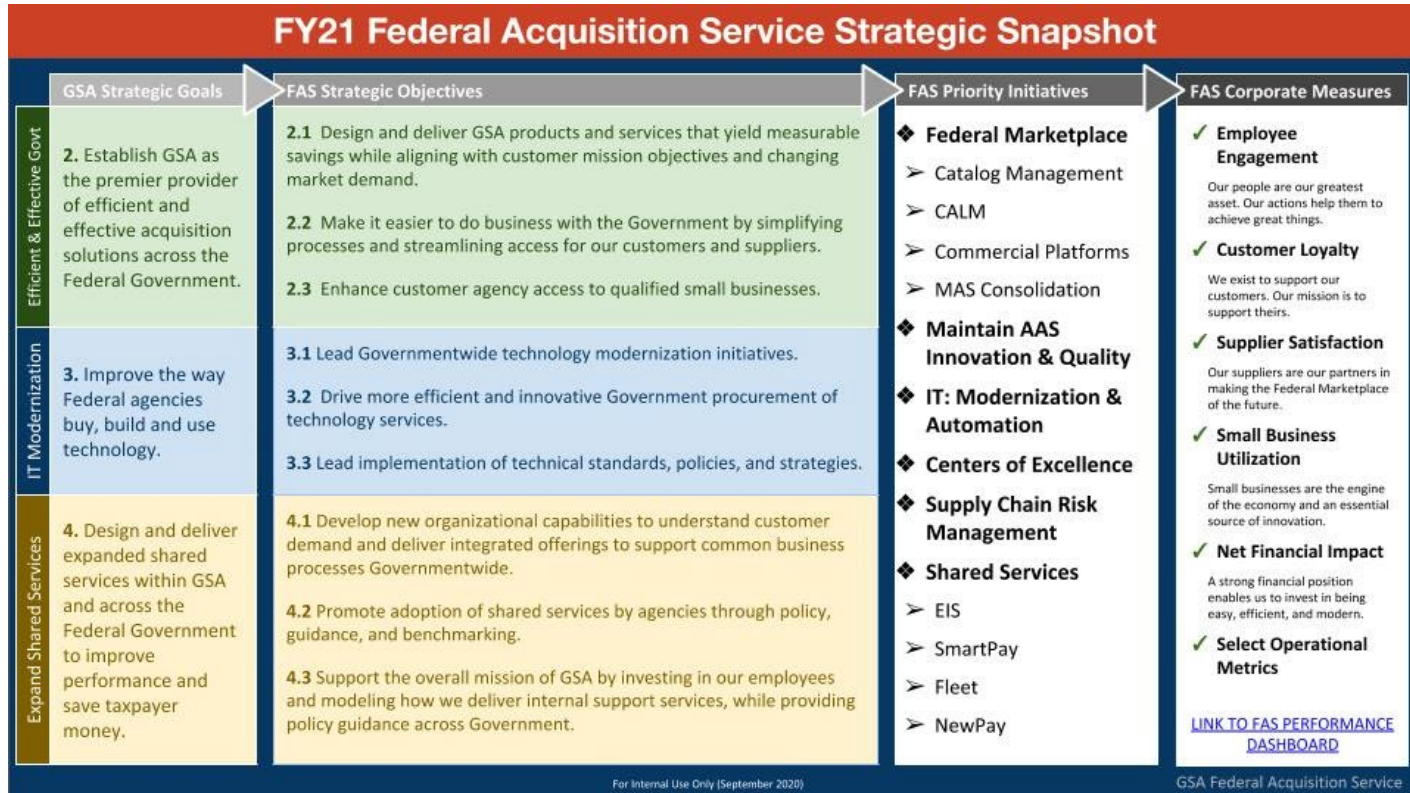 FY21 Federal Acquisition Service Strategic Snapshot
GSA Strategic Goals
FAS Strategic Objectives
FAS Priority Initiatives
FAS Corporate Measures
Efficient & Effective Govt
2. Establish GSA as
the premier provider
of efficient and
effective acquisition
solutions across the
Federal Government.
2.1 Design and deliver GSA products and services that yield measurable
savings while aligning with customer mission objectives and changing
market demand.
2.2 Make it easier to do business with the Government by simplifying
processes and streamlining access for our customers and suppliers.
2.3 Enhance customer agency access to qualified small businesses.
IT Modernization
3. Improve the way
Federal agencies
buy, build and use
technology.
3.1 Lead Governmentwide technology modernization initiatives.
3.2 Drive more efficient and innovative Government procurement of
technology services.
3.3 Lead implementation of technical standards, policies, and strategies.
Expand Shared Services
4. Design and deliver
expanded shared
services within GSA
and across the
Federal Government
to improve
performance and
save taxpayer
money.
4.1 Develop new organizational capabilities to understand customer
demand and deliver integrated offerings to support common business
processes Governmentwide.
4.2 Promote adoption of shared services by agencies through policy,
guidance, and benchmarking.
4.3 Support the overall mission of GSA by investing in our employees
and modeling how we deliver internal support services, while providing
policy guidance across Government.
❖ Federal Marketplace
➢ Catalog Management
➢ CALM
➢ Commercial Platforms
➢ MAS Consolidation
❖ Maintain AAS
Innovation & Quality
❖ IT: Modernization &
Automation
❖ Centers of Excellence
❖ Supply Chain Risk
Management
❖ Shared Services
➢ EIS
➢ SmartPay
➢ Fleet
➢ NewPay
✓ Employee
Engagement
Our people are our greatest
asset. Our actions help them to
achieve great things.
✓ Customer Loyalty
We exist to support our
customers. Our mission is to
support theirs.
✓ Supplier Satisfaction
Our suppliers are our partners in
making the Federal Marketplace
of the future.
✓ Small Business
Utilization
Small businesses are the engine
of the economy and an essential
source of innovation.
✓ Net Financial Impact
A strong financial position
enables us to invest in being
easy, efficient, and modern.
✓ Select Operational
Metrics
LINK TO FAS PERFORMANCE
DASHBOARD
For Internal Use Only (September 2020)
GSA Federal Acquisition Service